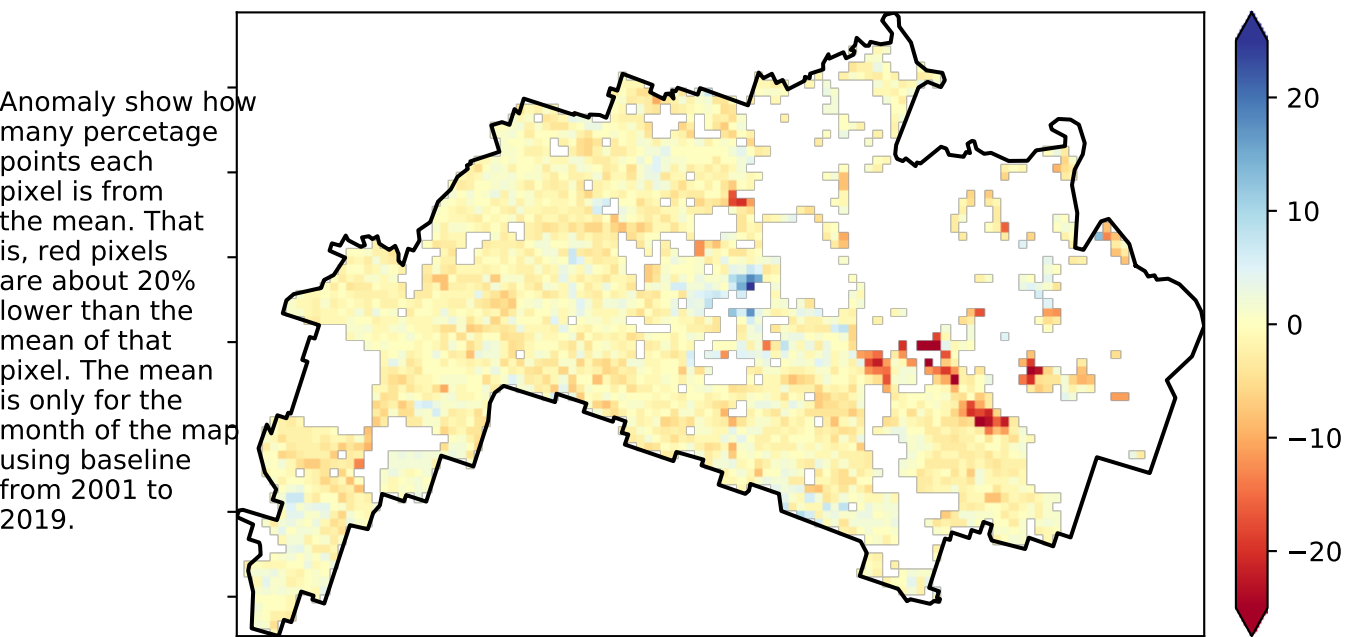 Anomaly show how
many percetage
points each
pixel is from
the mean. That
is, red pixels
are about 20%
lower than the
mean of that
pixel. The mean
is only for the
month of the map
using baseline
from 2001 to
2019.
20
10
0
−10
−20